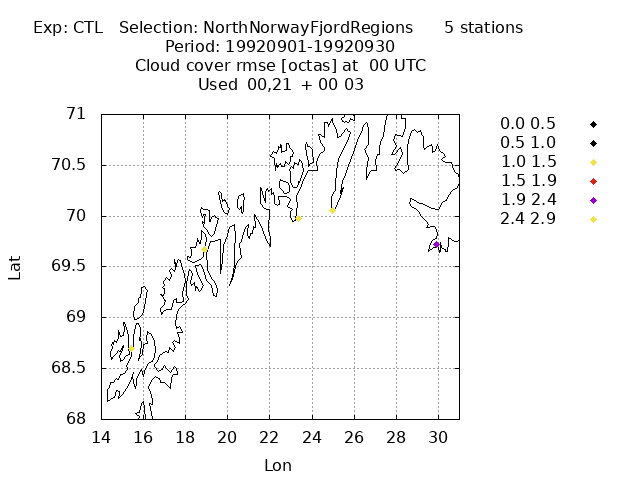 Exp: CTL   Selection: NorthNorwayFjordRegions      5 stations
Period: 19920901-19920930
Cloud cover rmse [octas] at  00 UTC
Used  00,21  + 00 03
71
70.5
70
69.5
69
68.5
68
14 16 18 20 22 24 26 28 30
Lat
Lon
0.0 0.5
0.5 1.0
1.0 1.5
1.5 1.9
1.9 2.4
2.4 2.9